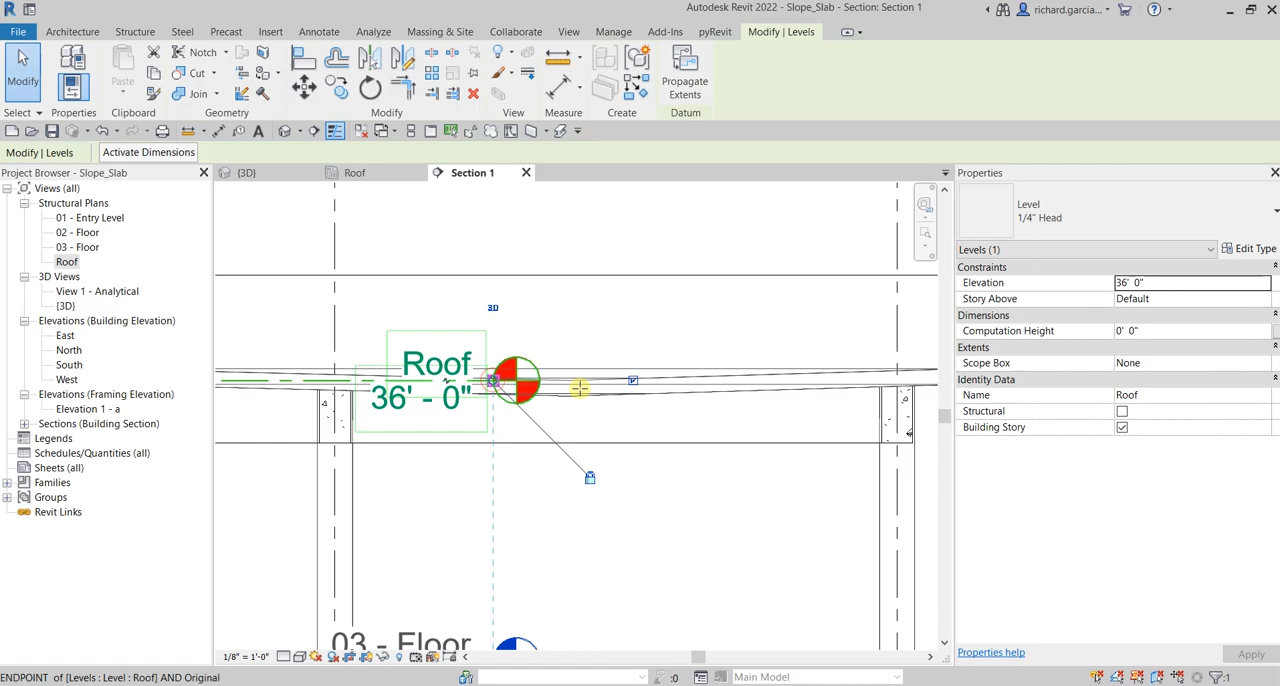 Autodesk Revit 2022 - Slope_Slab - Section: Section 1
richard.garcia...
File Architecture Structure Steel Precast Insert Annotate Analyze Massing & Site Collaborate View Manage Add-Ins pyRevit Modify | Levels
Modify
Paste
Notch
Cut
Join
Propagate
Extents
Select Properties Clipboard Geometry Modify View Measure Create Datum
Modify | Levels Activate Dimensions
Project Browser - Slope_Slab
{3D} Roof Section 1
Properties
Views (all)
Structural Plans
01 - Entry Level
02 - Floor
03 - Floor
Roof
3D Views
View 1 - Analytical
{3D}
Elevations (Building Elevation)
East
North
South
West
Elevations (Framing Elevation)
Elevation 1 - a
Sections (Building Section)
Legends
Schedules/Quantities (all)
Sheets (all)
Families
Groups
Revit Links
3D
Roof
36' - 0"
03 - Floor
Level
1/4" Head
Levels (1) Edit Type
Constraints
Elevation 36' 0"
Story Above Default
Dimensions
Computation Height 0' 0"
Extents
Scope Box None
Identity Data
Name Roof
Structural
Building Story
Properties help Apply
1/8" = 1'-0"
ENDPOINT of [Levels : Level : Roof] AND Original
:0
Main Model
:1